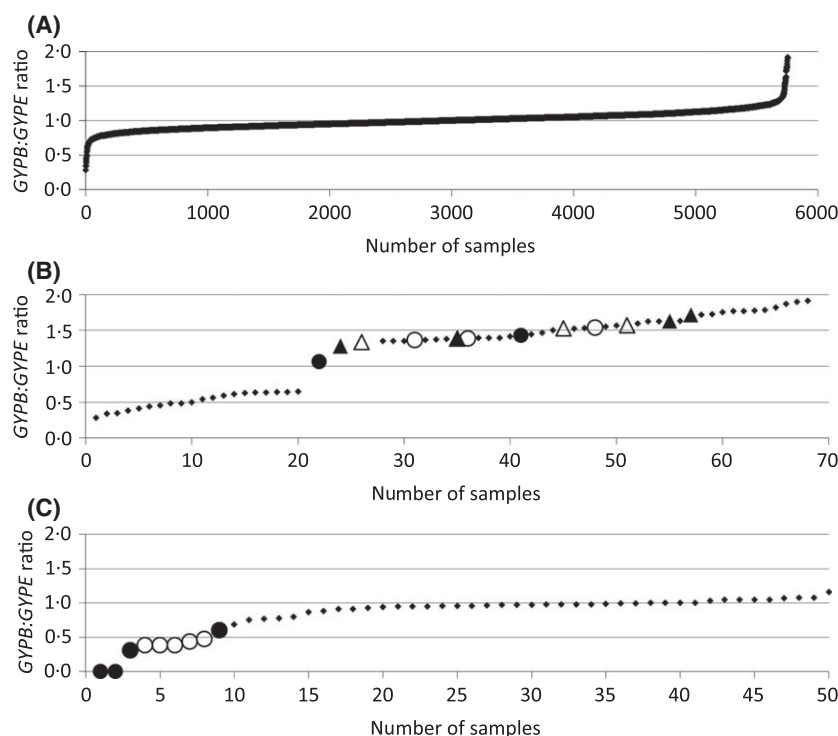 (A)
GYPB:GYPE ratio
2·0
1·5
1·0
0·5
0·0
0 1000 2000 3000 4000 5000 6000
Number of samples
(B)
GYPB:GYPE ratio
2·0
1·5
1·0
0·5
0·0
0 10 20 30 40 50 60 70
Number of samples
(C)
GYPB:GYPE ratio
2·0
1·5
1·0
0·5
0·0
0 5 10 15 20 25 30 35 40 45 50
Number of samples